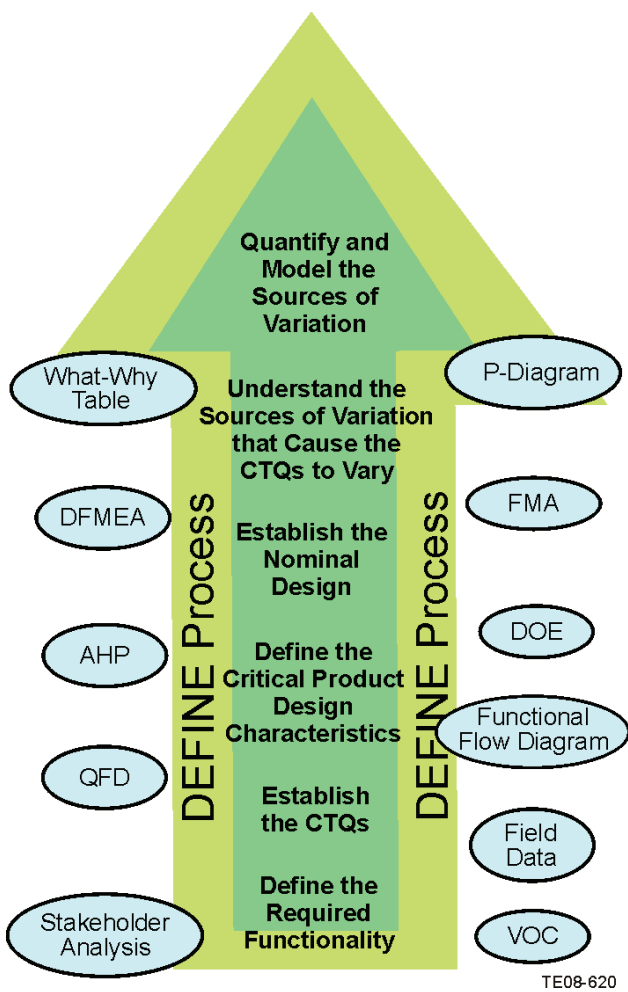 Quantify and
Model the
Sources of
Variation
What-Why
Table
P-Diagram
Understand the
Sources of Variation
that Cause the
CTQs to Vary
DFMEA
FMA
Establish the
Nominal
Design
AHP
DOE
Define the
Critical Product
Design
Characteristics
Functional
Flow Diagram
QFD
Establish
the CTQs
Field
Data
DEFINE Process
DEFINE Process
Define the
Required
Functionality
Stakeholder
Analysis
VOC
TE08-620